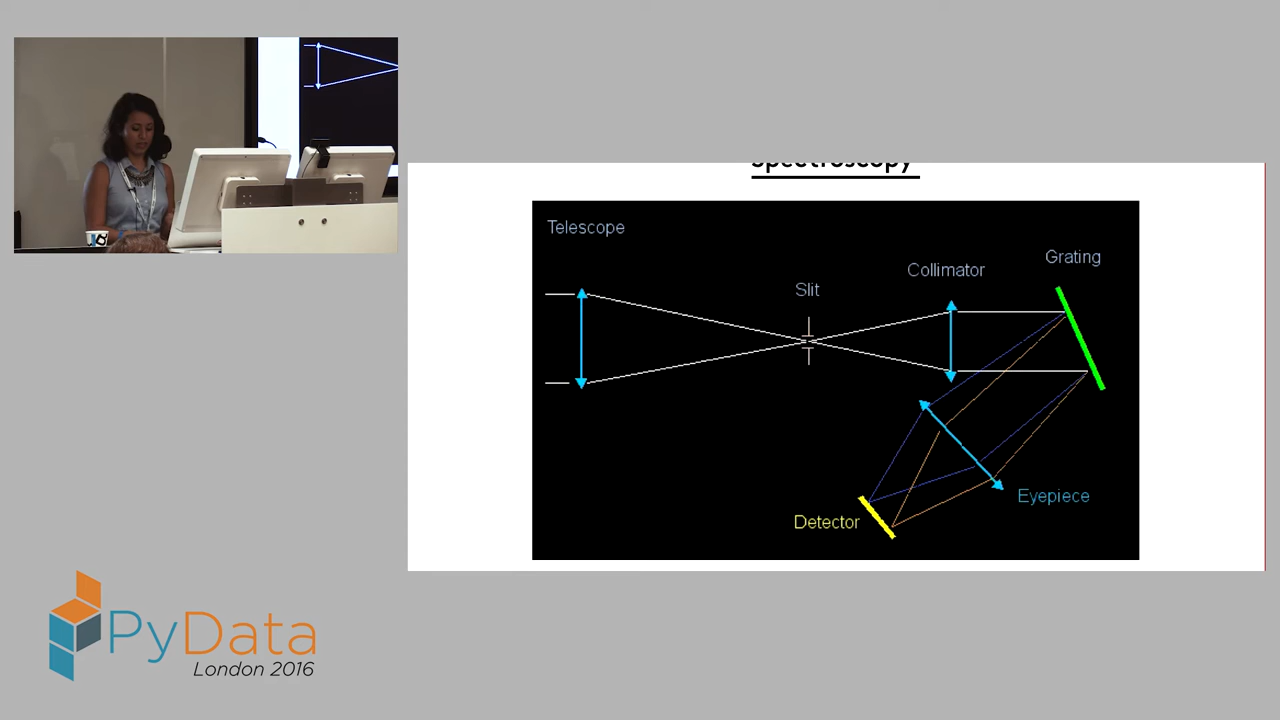 Spectroscopy
Telescope
Grating
Collimator
Slit
Eyepiece
Detector
PyData
London 2016